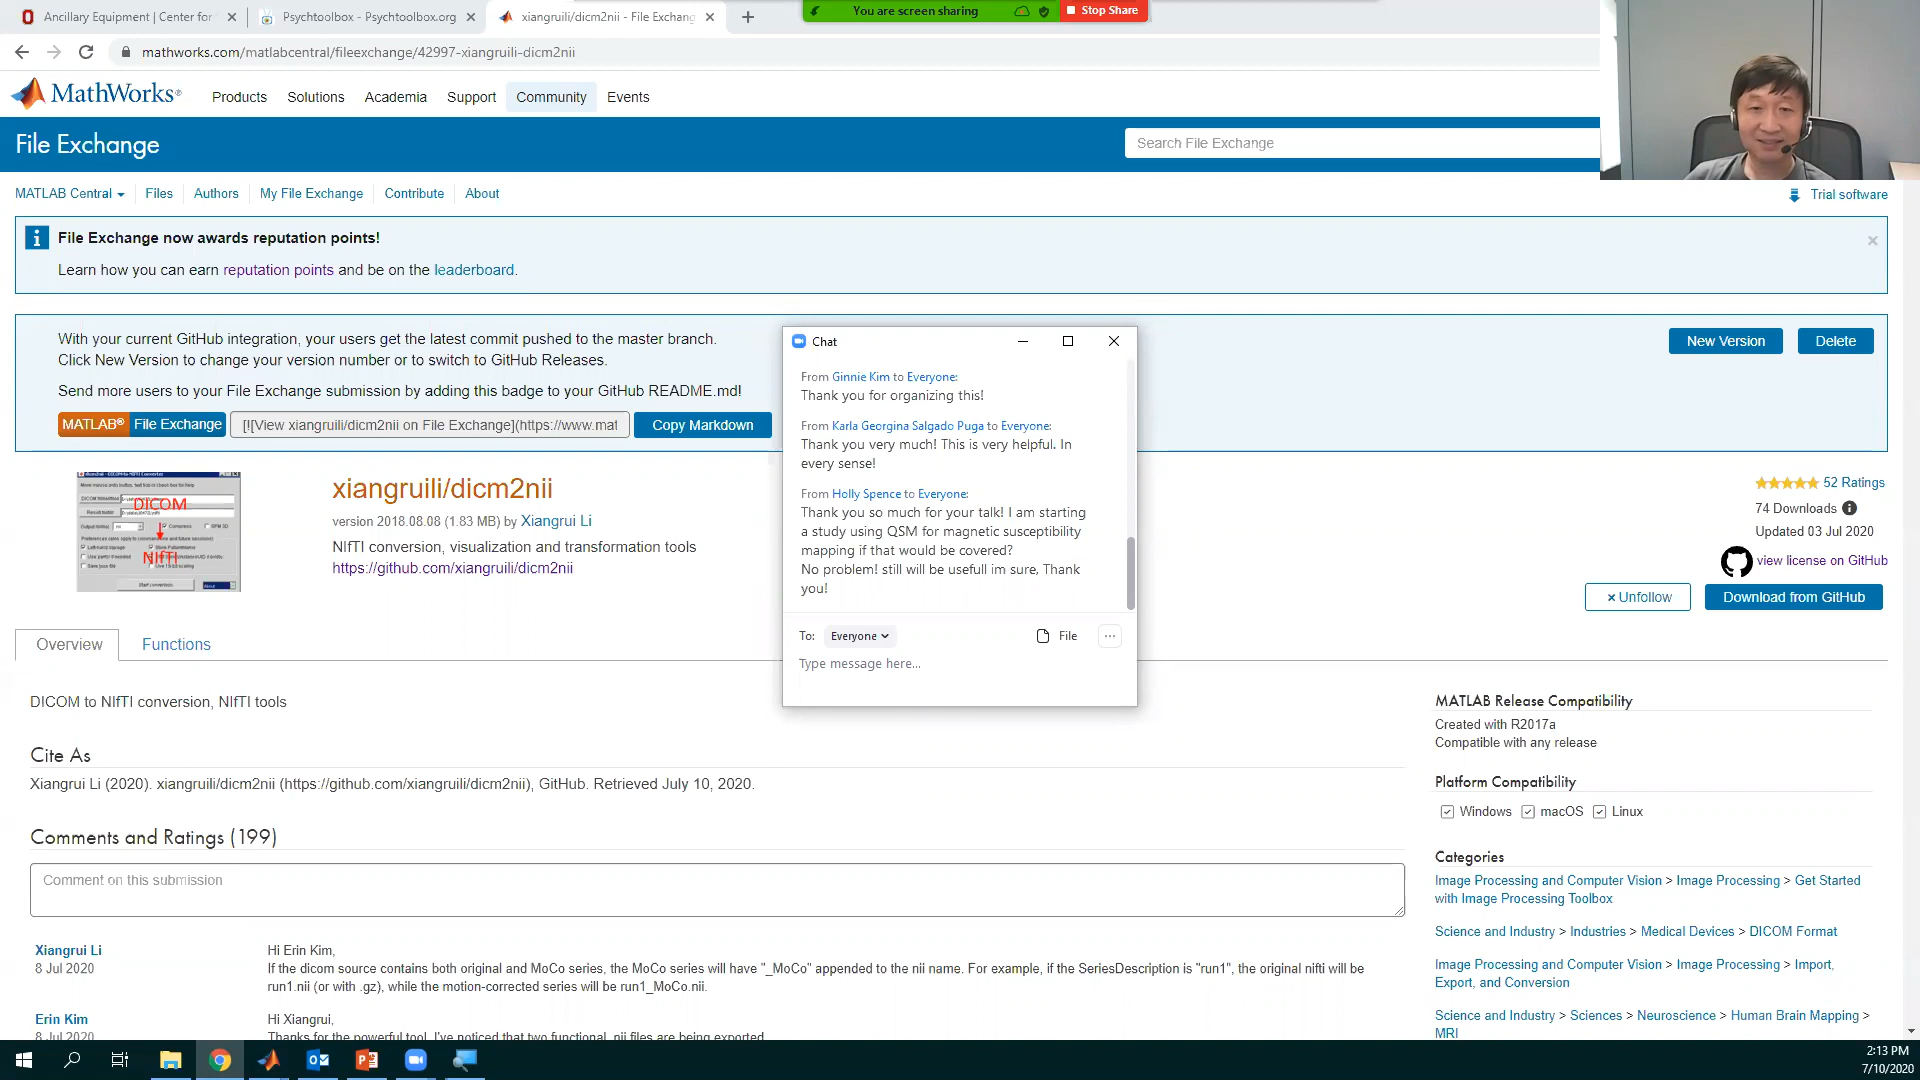 Ancillary Equipment | Center for
Psychtoolbox - Psychtoolbox.org
xiangruili/dicm2nii - File Exchang
You are screen sharing
Stop Share
mathworks.com/matlabcentral/fileexchange/42997-xiangruili-dicm2nii
MathWorks®
Products
Solutions
Academia
Support
Community
Events
File Exchange
Search File Exchange
MATLAB Central
Files
Authors
My File Exchange
Contribute
About
Trial software
File Exchange now awards reputation points!
Learn how you can earn reputation points and be on the leaderboard.
With your current GitHub integration, your users get the latest commit pushed to the master branch.
Click New Version to change your version number or to switch to GitHub Releases.
New Version
Delete
Send more users to your File Exchange submission by adding this badge to your GitHub README.md!
MATLAB® File Exchange
[![View xiangruili/dicm2nii on File Exchange](https://www.mat
Copy Markdown
Chat
From Ginnie Kim to Everyone:
Thank you for organizing this!
From Karla Georgina Salgado Puga to Everyone:
Thank you very much! This is very helpful. In
every sense!
From Holly Spence to Everyone:
Thank you so much for your talk! I am starting
a study using QSM for magnetic susceptibility
mapping if that would be covered?
No problem! still will be usefull im sure, Thank
you!
To: Everyone
File
Type message here...
DICOM
NIfTI
xiangruili/dicm2nii
version 2018.08.08 (1.83 MB) by Xiangrui Li
NIfTI conversion, visualization and transformation tools
https://github.com/xiangruili/dicm2nii
52 Ratings
74 Downloads
Updated 03 Jul 2020
view license on GitHub
× Unfollow
Download from GitHub
Overview
Functions
DICOM to NIfTI conversion, NIfTI tools
Cite As
Xiangrui Li (2020). xiangruili/dicm2nii (https://github.com/xiangruili/dicm2nii), GitHub. Retrieved July 10, 2020.
Comments and Ratings (199)
Comment on this submission
Xiangrui Li
8 Jul 2020
Hi Erin Kim,
If the dicom source contains both original and MoCo series, the MoCo series will have "_MoCo" appended to the nii name. For example, if the SeriesDescription is "run1", the original nifti will be
run1.nii (or with .gz), while the motion-corrected series will be run1_MoCo.nii.
Erin Kim
8 Jul 2020
Hi Xiangrui,
Thanks for the powerful tool. I've noticed that two functional .nii files are being exported
MATLAB Release Compatibility
Created with R2017a
Compatible with any release
Platform Compatibility
Windows
macOS
Linux
Categories
Image Processing and Computer Vision > Image Processing > Get Started
with Image Processing Toolbox
Science and Industry > Industries > Medical Devices > DICOM Format
Image Processing and Computer Vision > Image Processing > Import,
Export, and Conversion
Science and Industry > Sciences > Neuroscience > Human Brain Mapping >
MRI
2:13 PM
7/10/2020